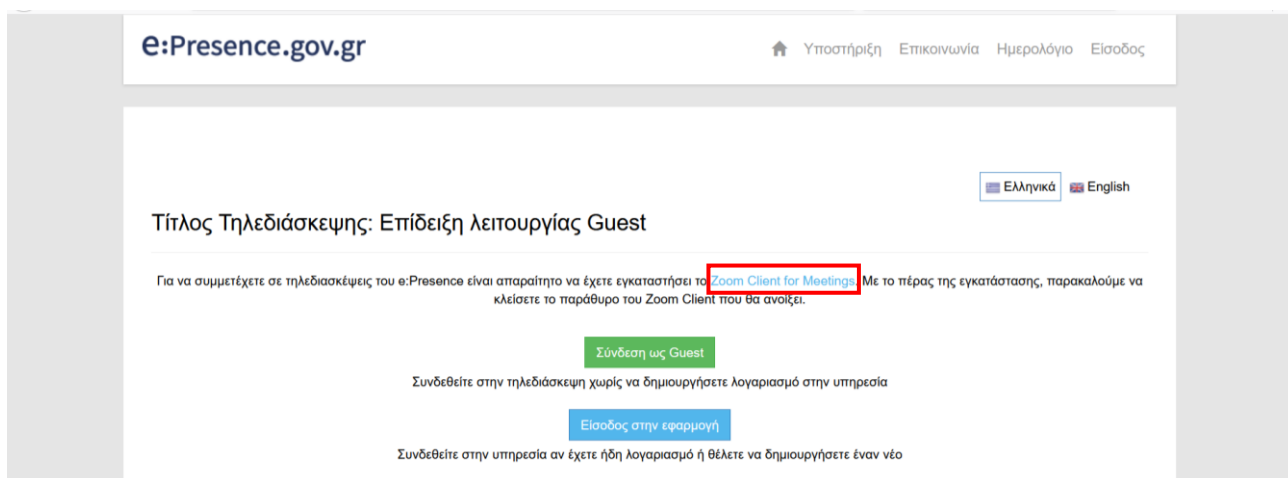 e:Presence.gov.gr
Υποστήριξη Επικοινωνία Ημερολόγιο Είσοδος
Ελληνικά English
Τίτλος Τηλεδιάσκεψης: Επίδειξη λειτουργίας Guest
Για να συμμετέχετε σε τηλεδιασκέψεις του e:Presence είναι απαραίτητο να έχετε εγκαταστήσει το Zoom Client for Meetings. Με το πέρας της εγκατάστασης, παρακαλούμε να
κλείσετε το παράθυρο του Zoom Client που θα ανοίξει.
Σύνδεση ως Guest
Συνδεθείτε στην τηλεδιάσκεψη χωρίς να δημιουργήσετε λογαριασμό στην υπηρεσία
Είσοδος στην εφαρμογή
Συνδεθείτε στην υπηρεσία αν έχετε ήδη λογαριασμό ή θέλετε να δημιουργήσετε έναν νέο